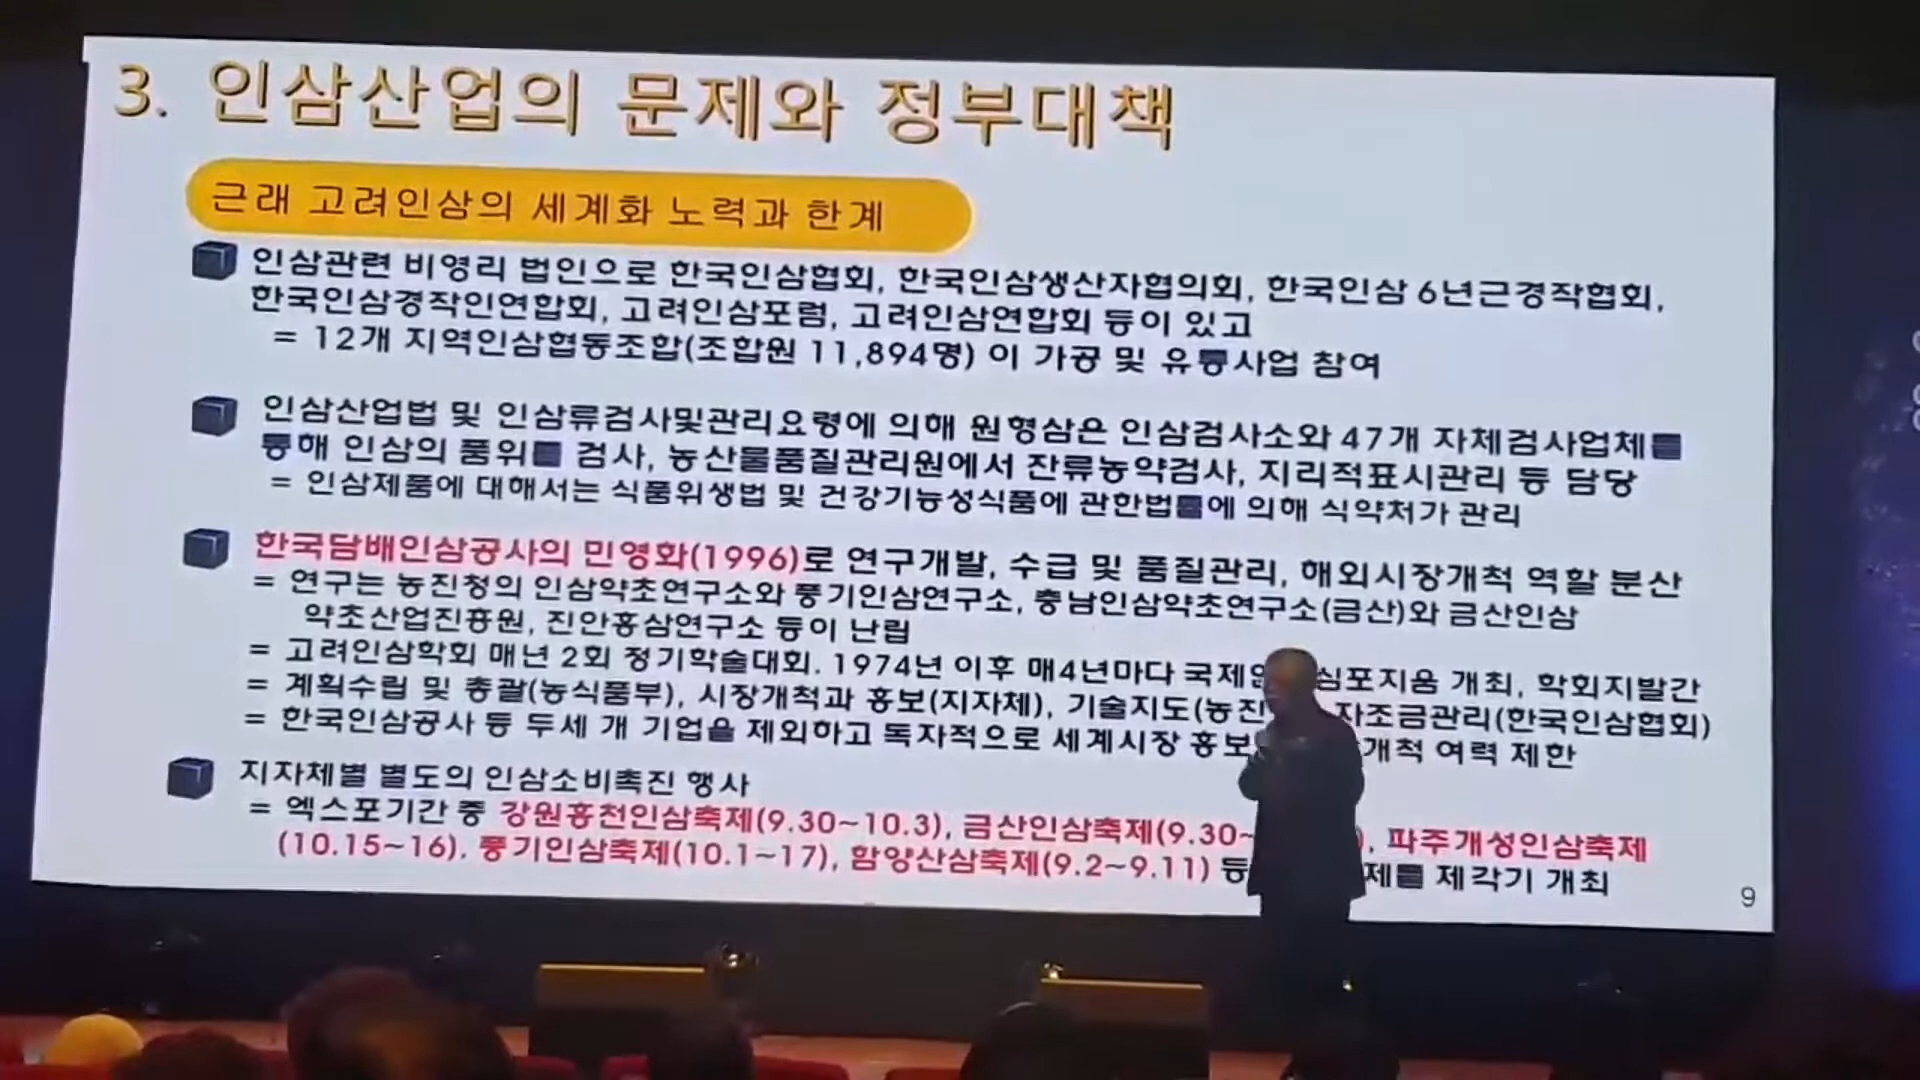 3. 인삼산업의 문제와 정부대책
근래 고려인삼의 세계화 노력과 한계
인삼관련 비영리 법인으로 한국인삼협회, 한국인삼생산자협의회, 한국인삼 6년근경작협회,
한국인삼경작인연합회, 고려인삼포럼, 고려인삼연합회 등이 있고
= 12개 지역인삼협동조합(조합원 11,894명) 이 가공 및 유통사업 참여
인삼산업법 및 인삼류검사및관리요령에 의해 원형삼은 인삼검사소와 47개 자체검사업체를
통해 인삼의 품위를 검사, 농산물품질관리원에서 잔류농약검사, 지리적표시관리 등 담당
= 인삼제품에 대해서는 식품위생법 및 건강기능성식품에 관한법률에 의해 식약처가 관리
한국담배인삼공사의 민영화(1996)로 연구개발, 수급 및 품질관리, 해외시장개척 역할 분산
= 연구는 농진청의 인삼약초연구소와 풍기인삼연구소, 충남인삼약초연구소(금산)와 금산인삼
약초산업진흥원, 진안홍삼연구소 등이 난립
= 고려인삼학회 매년 2회 정기학술대회. 1974년 이후 매4년마다 국제 심포지움 개최, 학회지발간
= 계획수립 및 총괄(농식품부), 시장개척과 홍보(지자체), 기술지도(농진 자조금관리(한국인삼협회)
= 한국인삼공사 등 두세 개 기업을 제외하고 독자적으로 세계시장 홍보 개척 여력 제한
지자체별 별도의 인삼소비촉진 행사
= 엑스포기간 중 강원홍천인삼축제(9.30~10.3), 금산인삼축제(9.30~ ), 파주개성인삼축제
(10.15~16), 풍기인삼축제(10.1~17), 함양산삼축제(9.2~9.11) 등 제를 제각기 개최
9